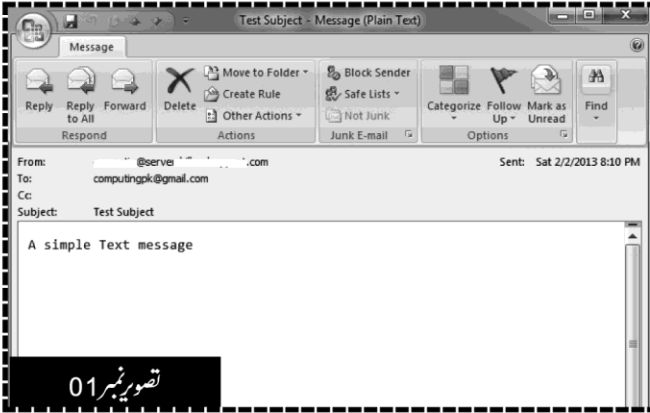 Test Subject - Message (Plain Text)
Message
Reply Reply to All Forward
Respond
Delete
Move to Folder
Create Rule
Other Actions
Actions
Block Sender
Safe Lists
Not Junk
Junk E-mail
Categorize Follow Up Mark as Unread
Options
Find
From: @server .com
Sent: Sat 2/2/2013 8:10 PM
To: computingpk@gmail.com
Cc:
Subject: Test Subject
A simple Text message
تصویر نمبر 01